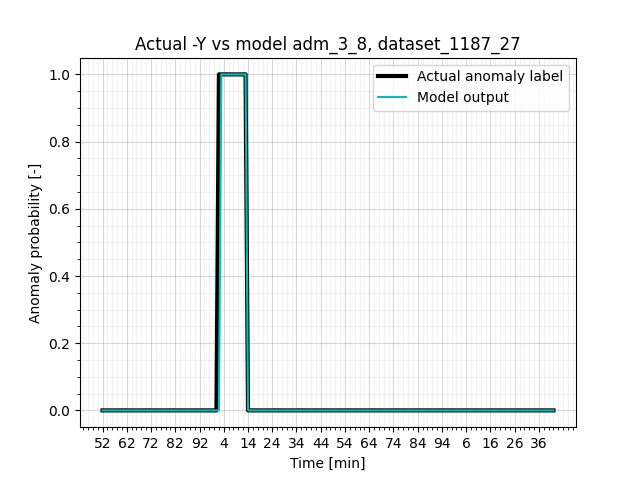 Actual -Y vs model adm_3_8, dataset_1187_27
Actual anomaly label
Model output
Anomaly probability [-]
1.0
0.8
0.6
0.4
0.2
0.0
52 62 72 82 92 4 14 24 34 44 54 64 74 84 94 6 16 26 36
Time [min]